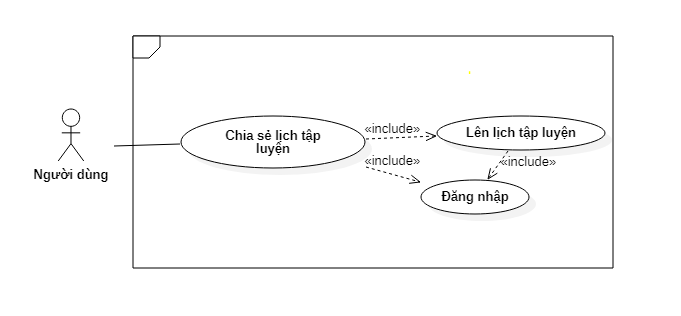 «include»
Chia sẻ lịch tập
luyện
Lên lịch tập luyện
«include»
«include»
Người dùng
Đăng nhập